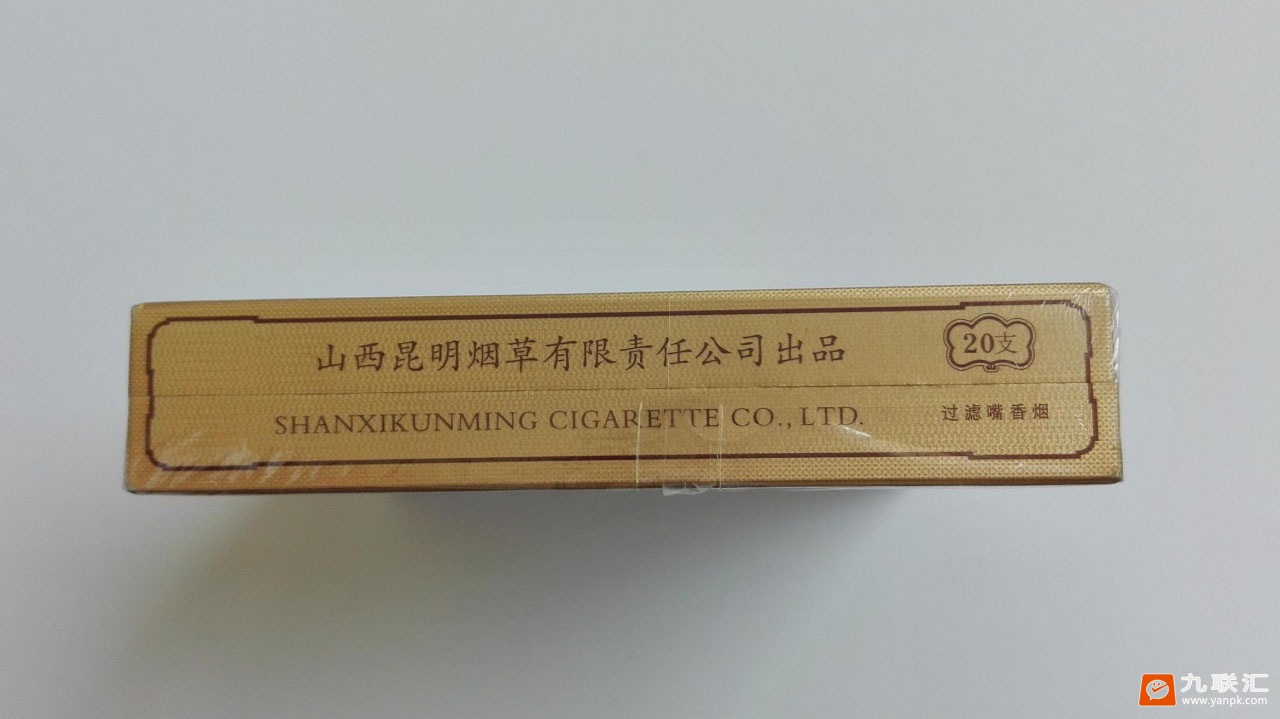 山西昆明烟草有限责任公司出品
20支
SHANXIKUNMING CIGARETTE CO., LTD.
过滤嘴香烟
九联汇
www.yanpk.com